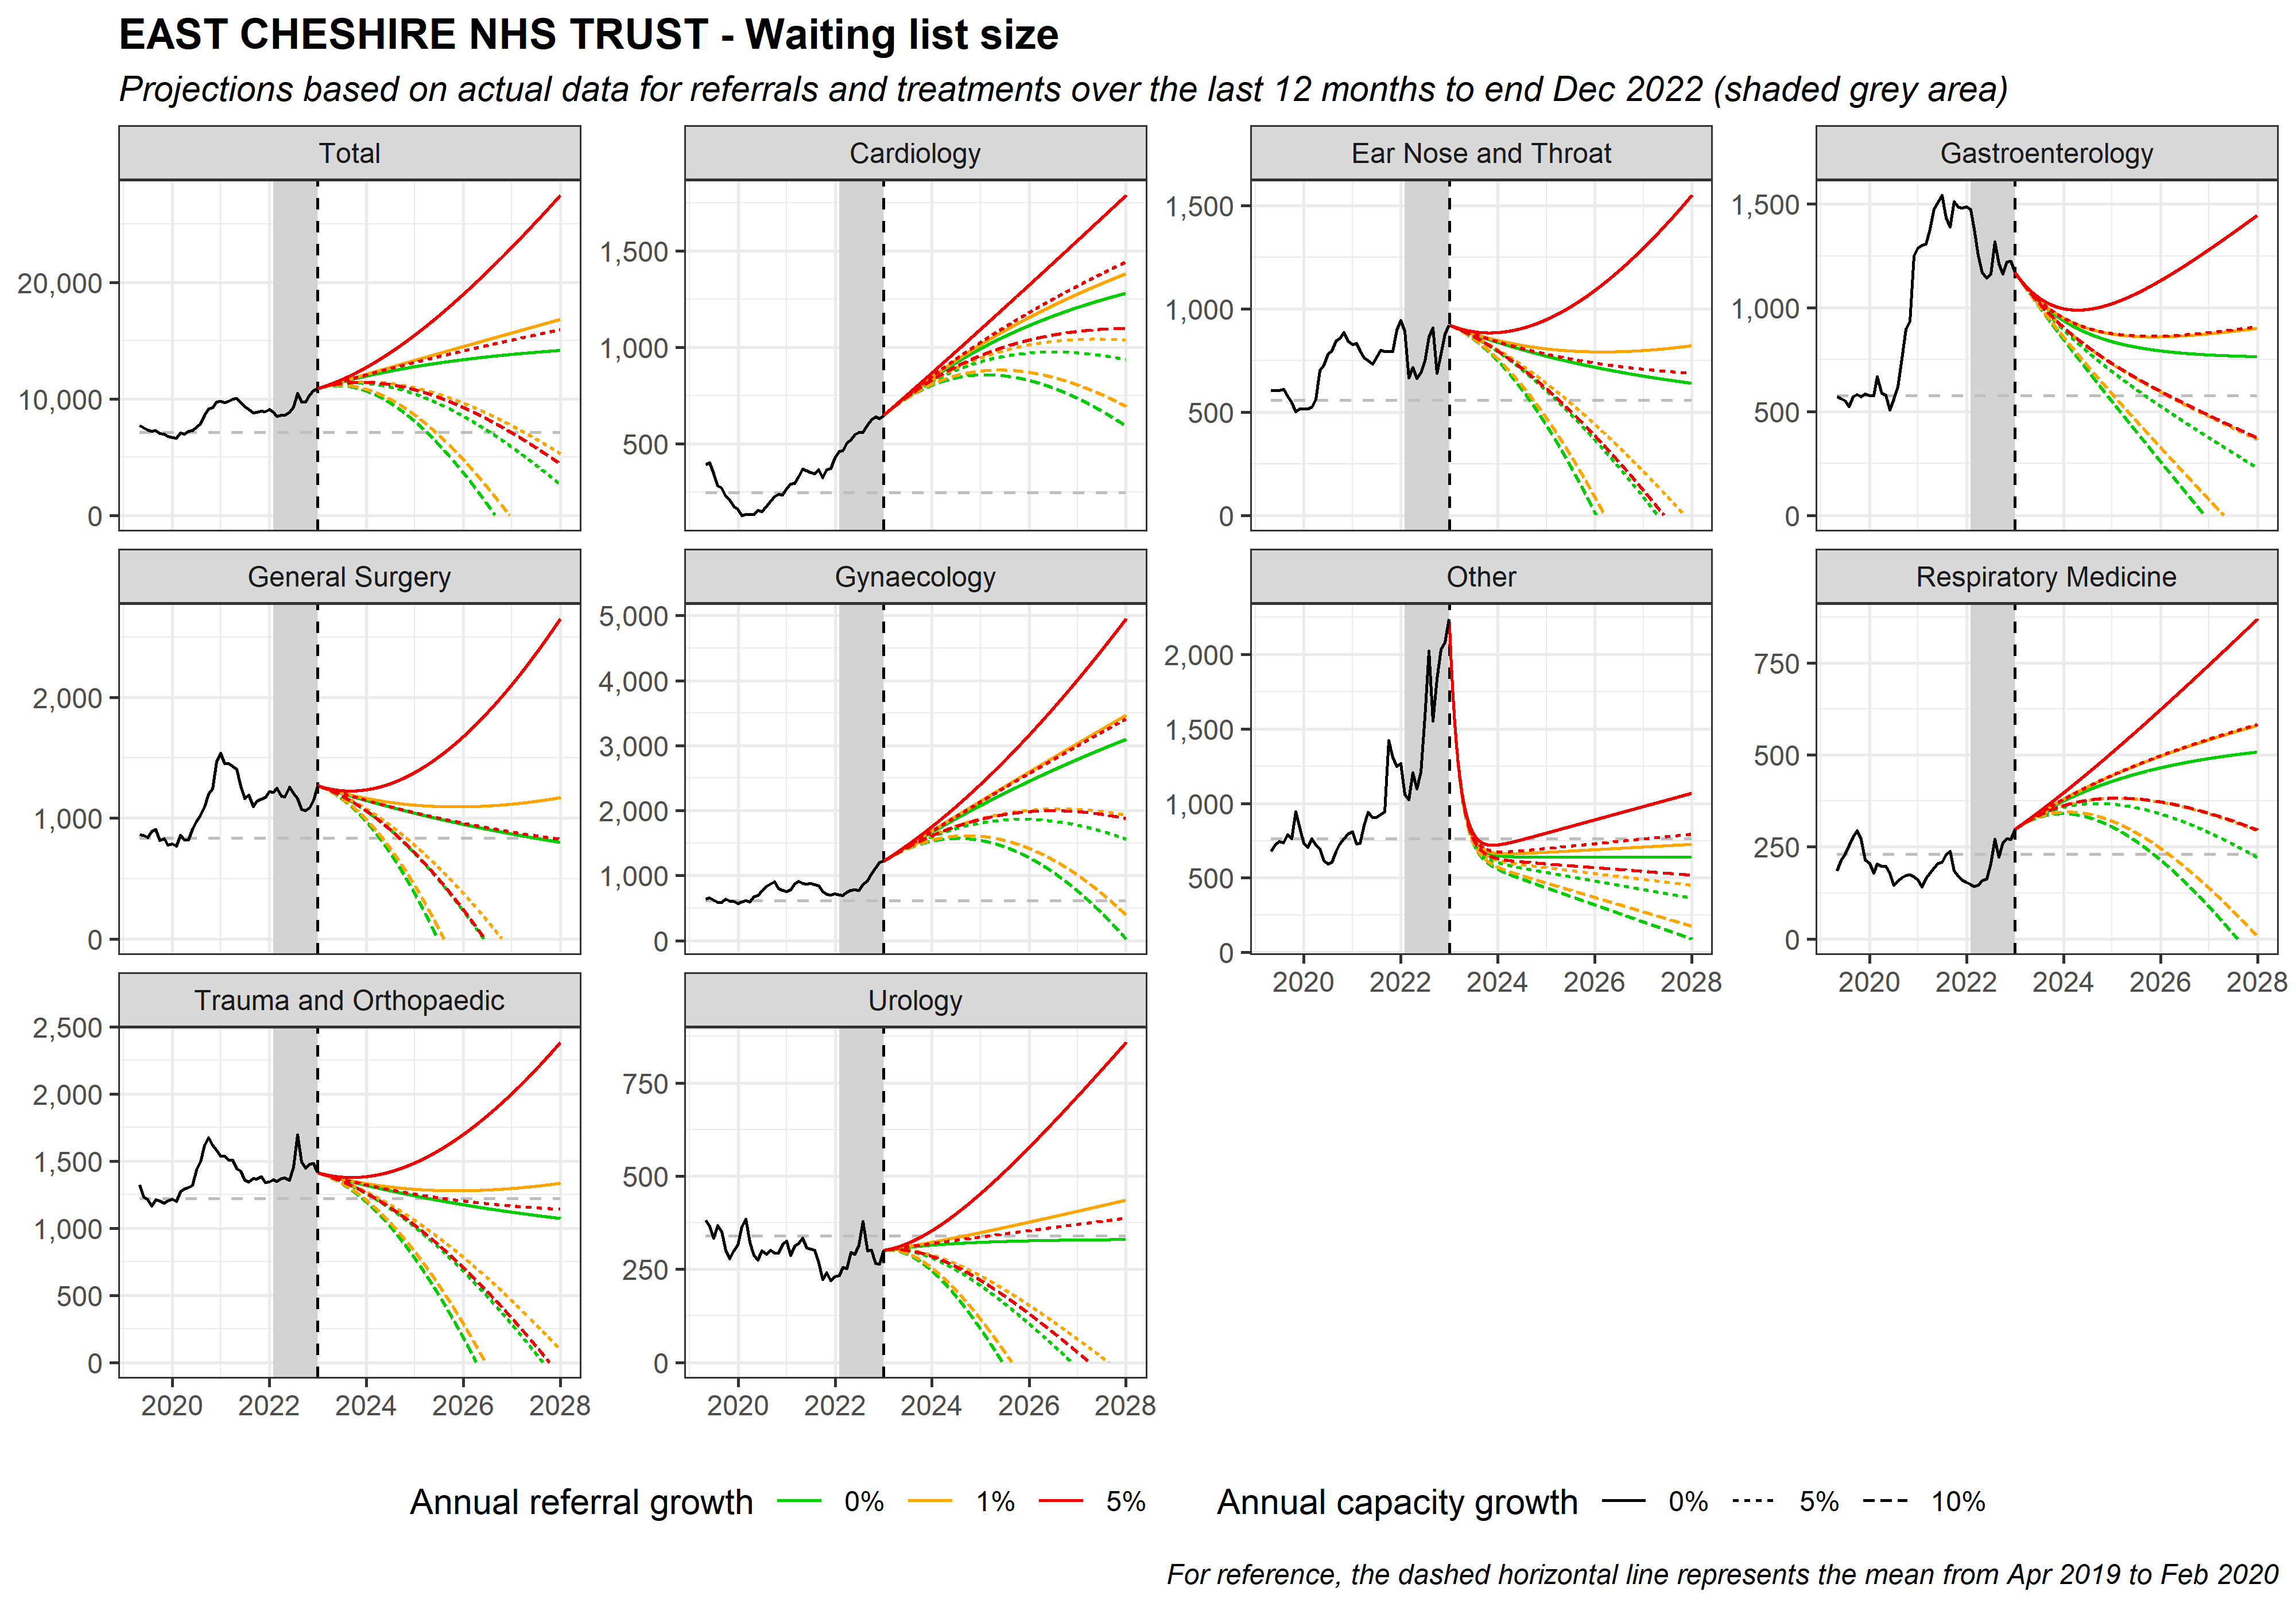 EAST CHESHIRE NHS TRUST - Waiting list size
Projections based on actual data for referrals and treatments over the last 12 months to end Dec 2022 (shaded grey area)
Total
20,000
10,000
0
Cardiology
1,500
1,000
500
Ear Nose and Throat
1,500
1,000
500
0
Gastroenterology
1,500
1,000
500
0
General Surgery
2,000
1,000
0
Gynaecology
5,000
4,000
3,000
2,000
1,000
0
Other
2,000
1,500
1,000
500
0
2020 2022 2024 2026 2028
Respiratory Medicine
750
500
250
0
2020 2022 2024 2026 2028
Trauma and Orthopaedic
2,500
2,000
1,500
1,000
500
0
2020 2022 2024 2026 2028
Urology
750
500
250
0
2020 2022 2024 2026 2028
Annual referral growth 0% 1% 5%
Annual capacity growth 0% 5% 10%
For reference, the dashed horizontal line represents the mean from Apr 2019 to Feb 2020